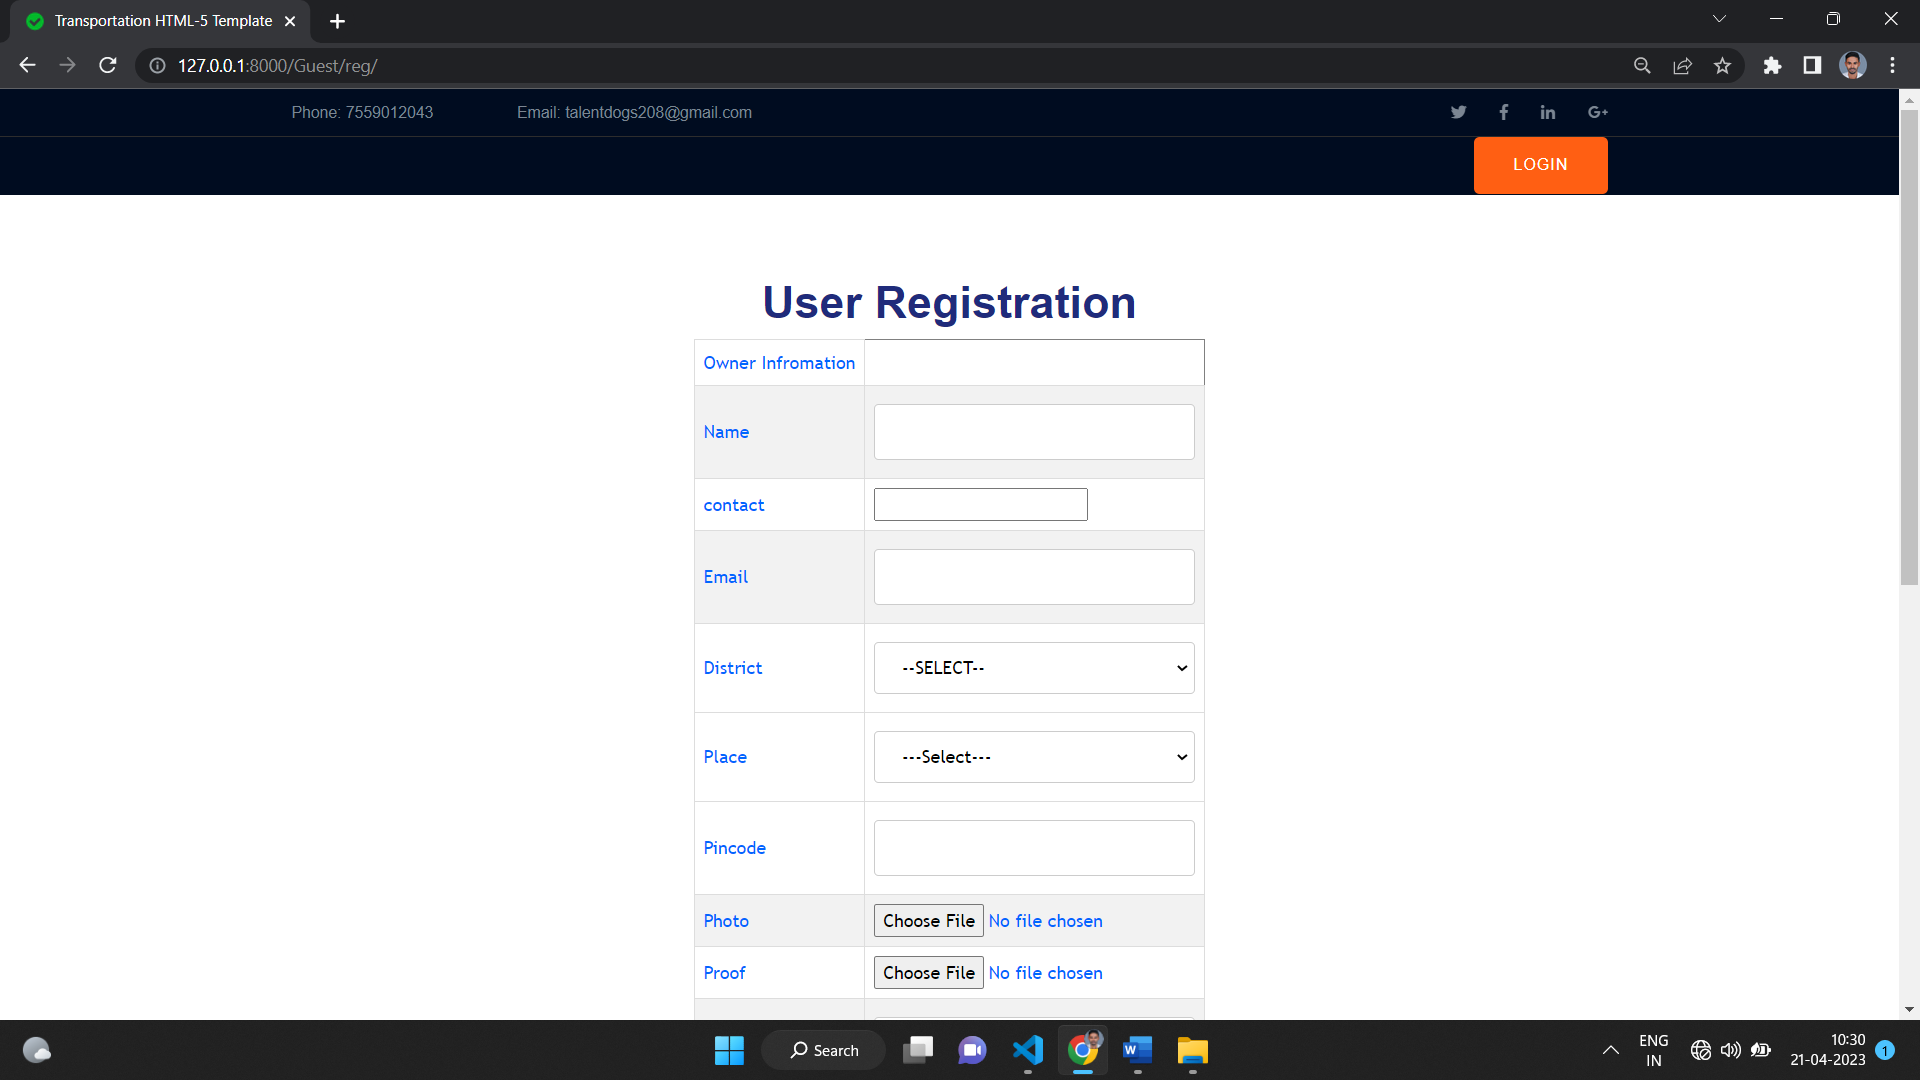 Transportation HTML-5 Template
127.0.0.1:8000/Guest/reg/
Phone: 7559012043 Email: talentdogs208@gmail.com
LOGIN
User Registration
Owner Infromation
Name
contact
Email
District --SELECT--
Place ---Select---
Pincode
Photo Choose File No file chosen
Proof Choose File No file chosen
Search
ENG
IN
10:30
21-04-2023
1